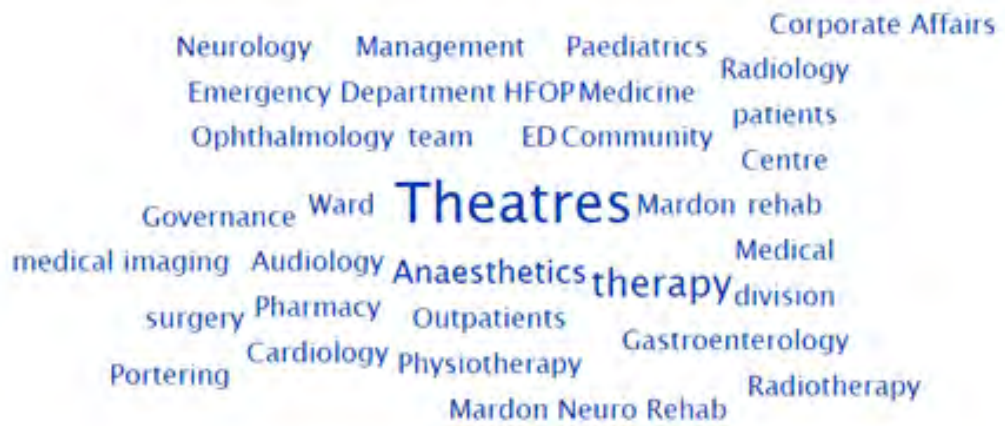 Corporate Affairs
Neurology Management Paediatrics
Radiology
Emergency Department HFOP Medicine
patients
Ophthalmology team ED Community
Centre
Governance Ward Theatres Mardon rehab
Medical
medical imaging Audiology Anaesthetics therapy
division
surgery Pharmacy Outpatients
Gastroenterology
Cardiology Physiotherapy
Portering
Radiotherapy
Mardon Neuro Rehab